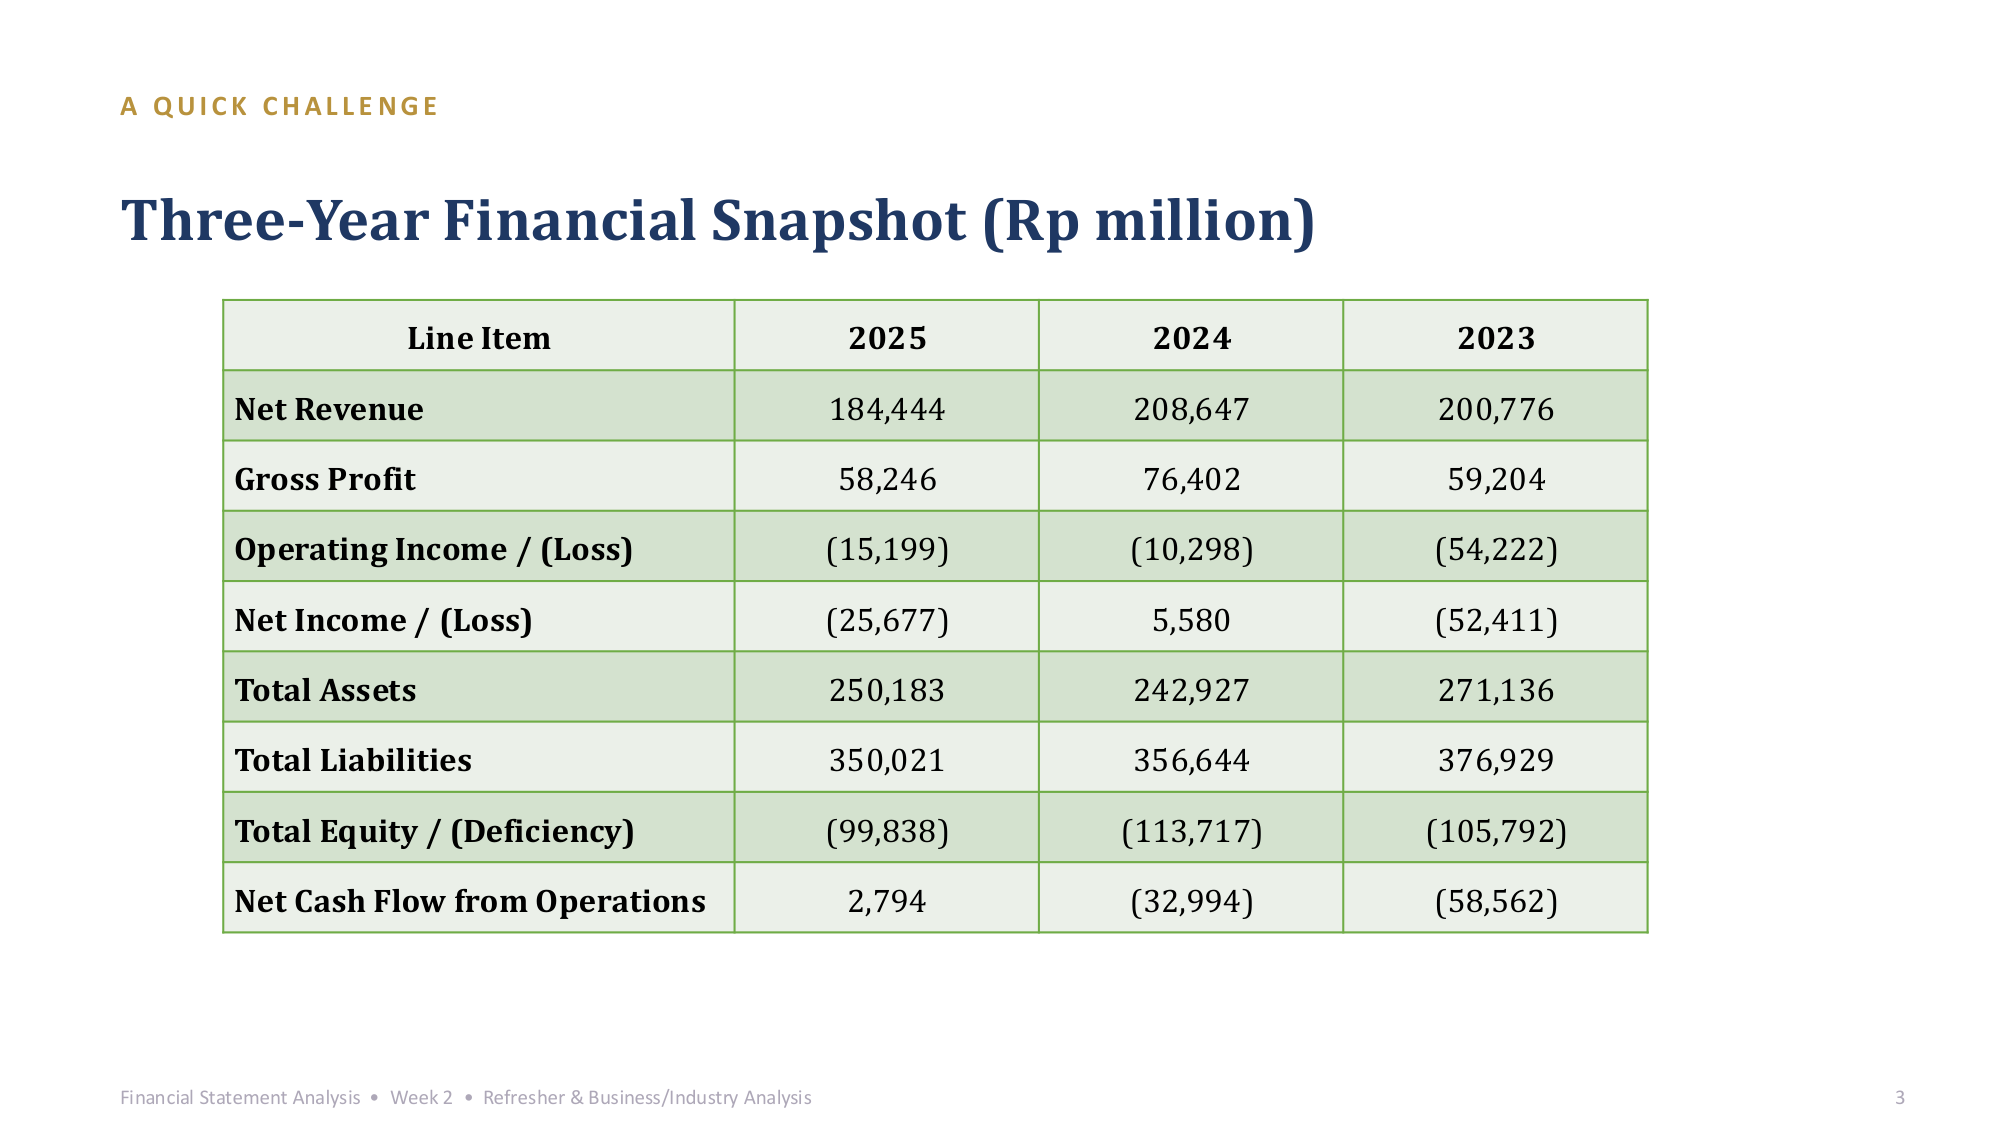 A QUICK CHALLENGE
Three-Year Financial Snapshot (Rp million)
Line Item 2025 2024 2023
Net Revenue 184,444 208,647 200,776
Gross Profit 58,246 76,402 59,204
Operating Income / (Loss) (15,199) (10,298) (54,222)
Net Income / (Loss) (25,677) 5,580 (52,411)
Total Assets 250,183 242,927 271,136
Total Liabilities 350,021 356,644 376,929
Total Equity / (Deficiency) (99,838) (113,717) (105,792)
Net Cash Flow from Operations 2,794 (32,994) (58,562)
Financial Statement Analysis • Week 2 • Refresher & Business/Industry Analysis 3